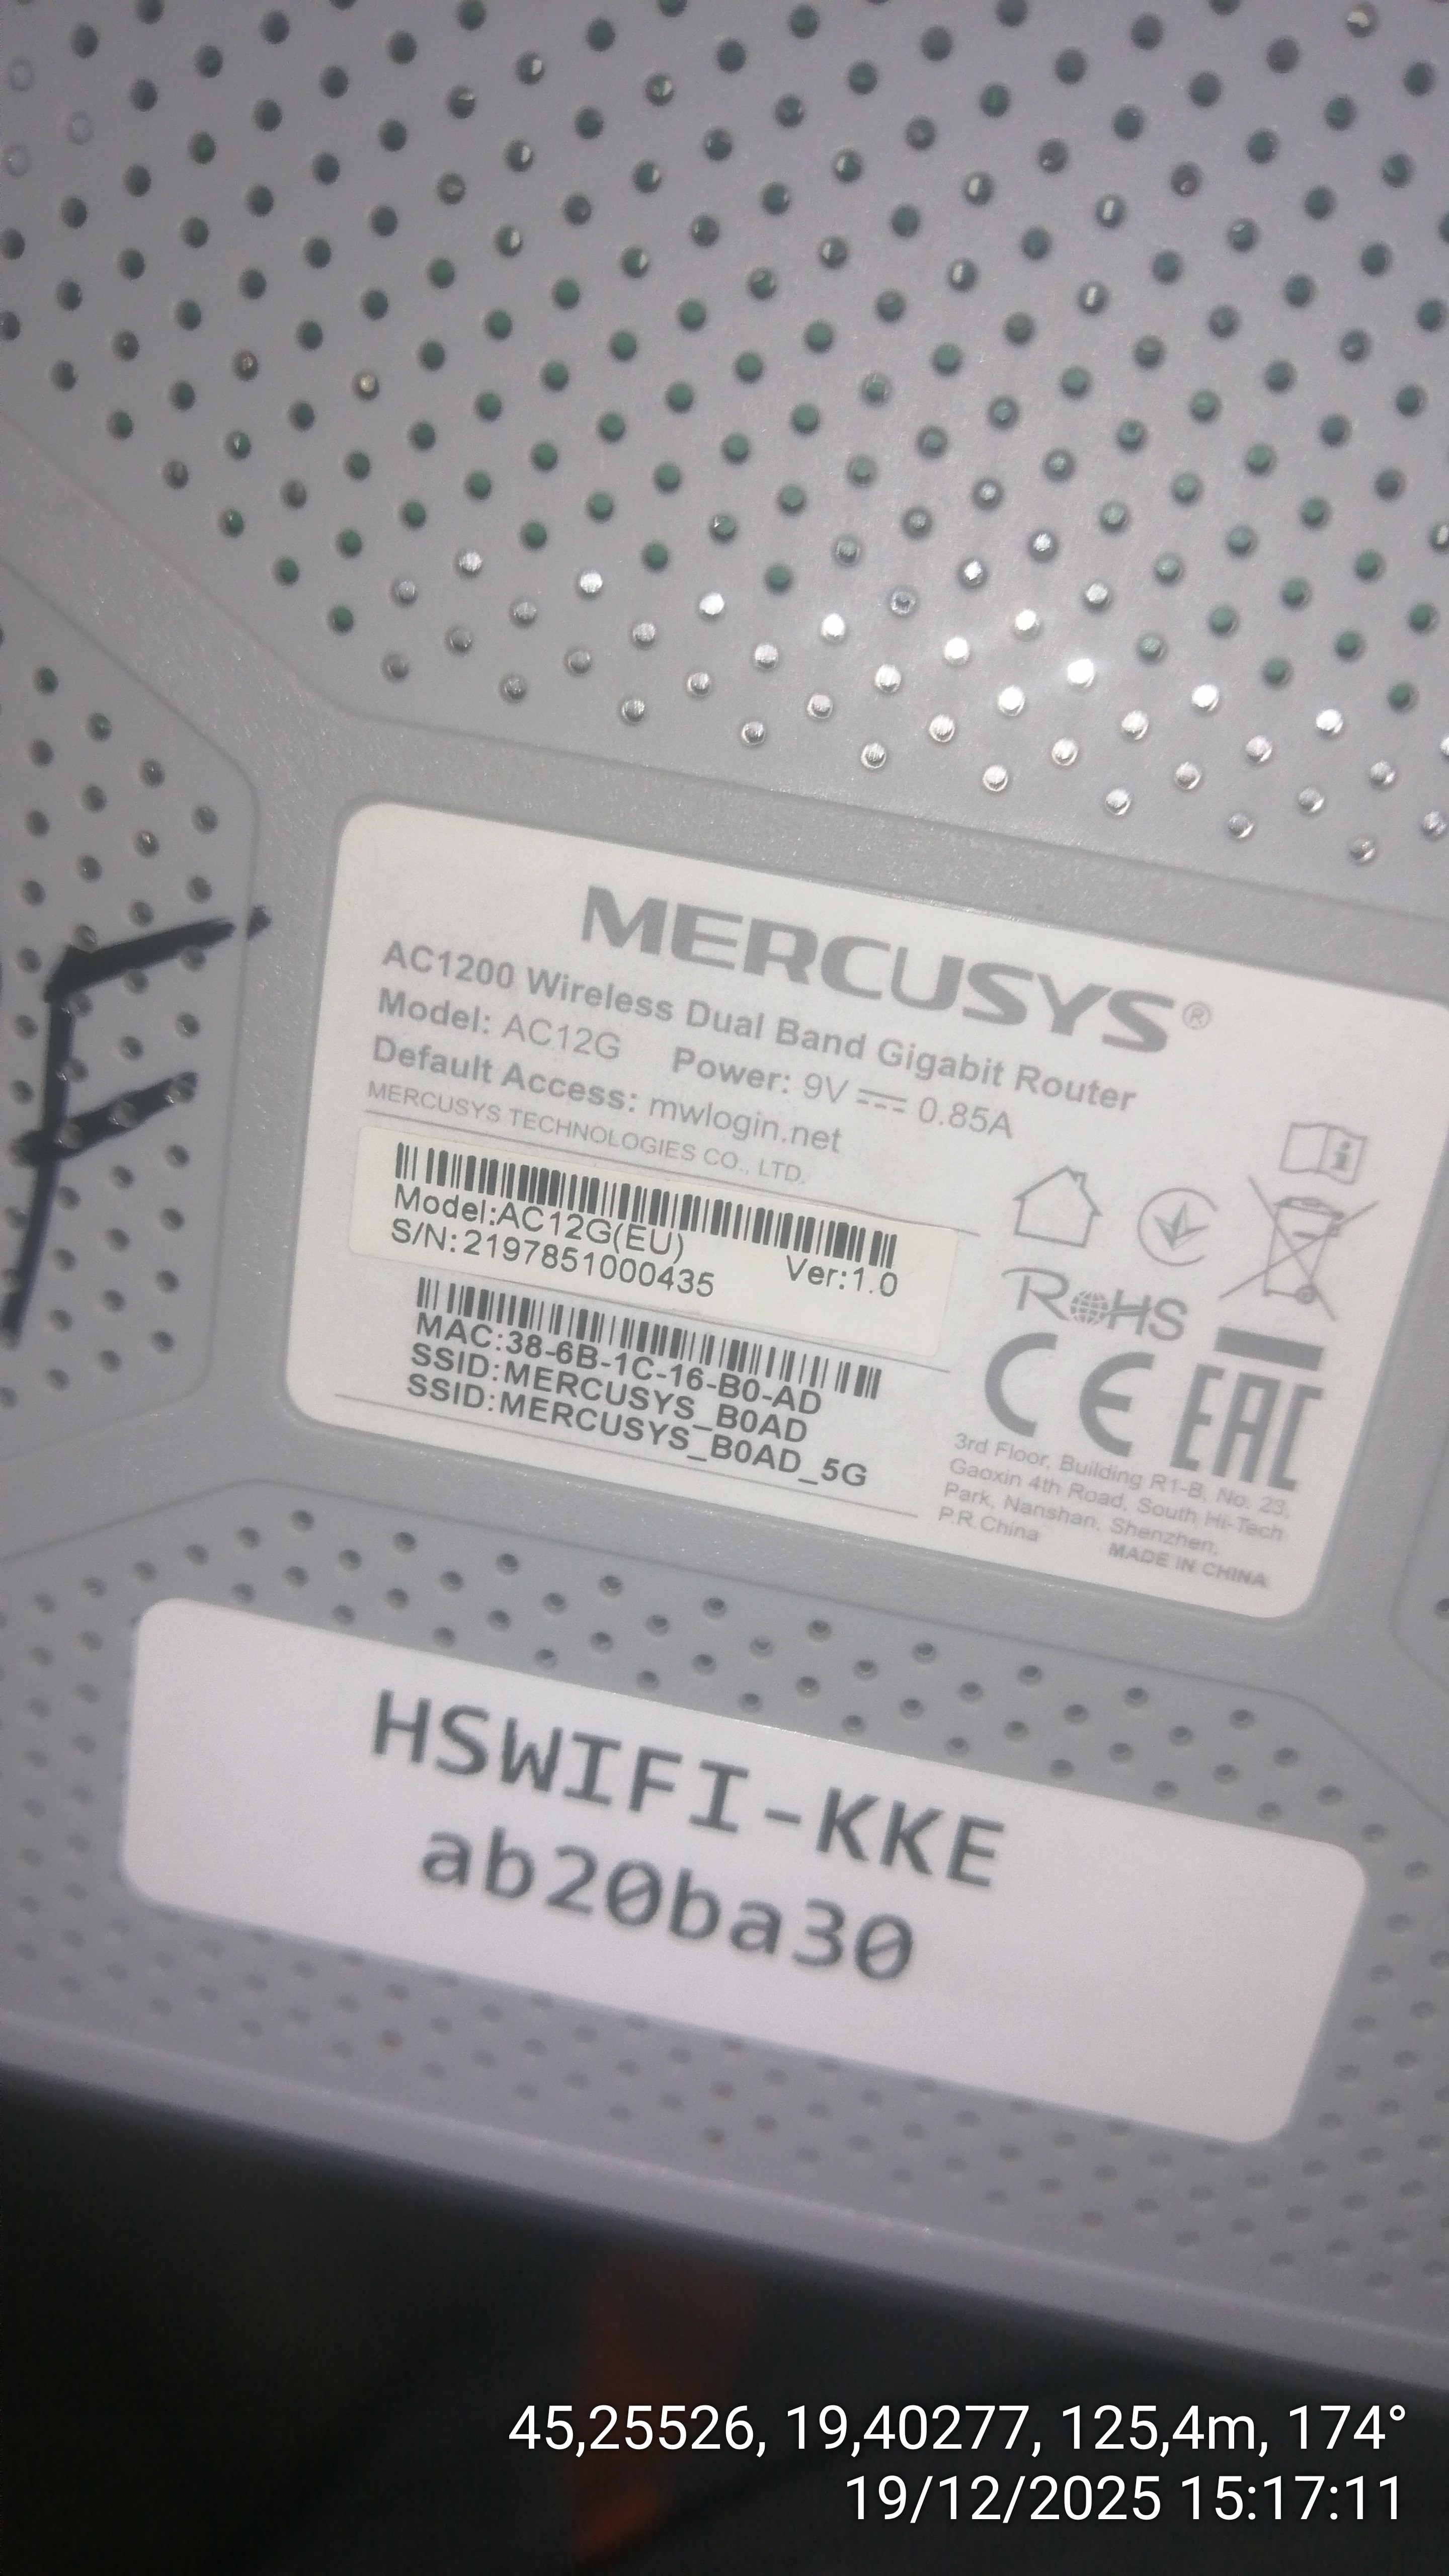 MERCUSYS®
AC1200 Wireless Dual Band Gigabit Router
Model: AC12G Power: 9V 0.85A
Default Access: mwlogin.net
MERCUSYS TECHNOLOGIES CO., LTD.
Model:AC12G(EU) Ver:1.0
S/N:2197851000435
MAC:38-6B-1C-16-B0-AD
SSID:MERCUSYS_B0AD
SSID:MERCUSYS_B0AD_5G
RoHS
CE EAC
3rd Floor, Building R1-B, No. 23,
Gaoxin 4th Road, South Hi-Tech
Park, Nanshan, Shenzhen,
P.R.China MADE IN CHINA
F
HSWIFI-KKE
ab20ba30
45,25526, 19,40277, 125,4m, 174°
19/12/2025 15:17:11